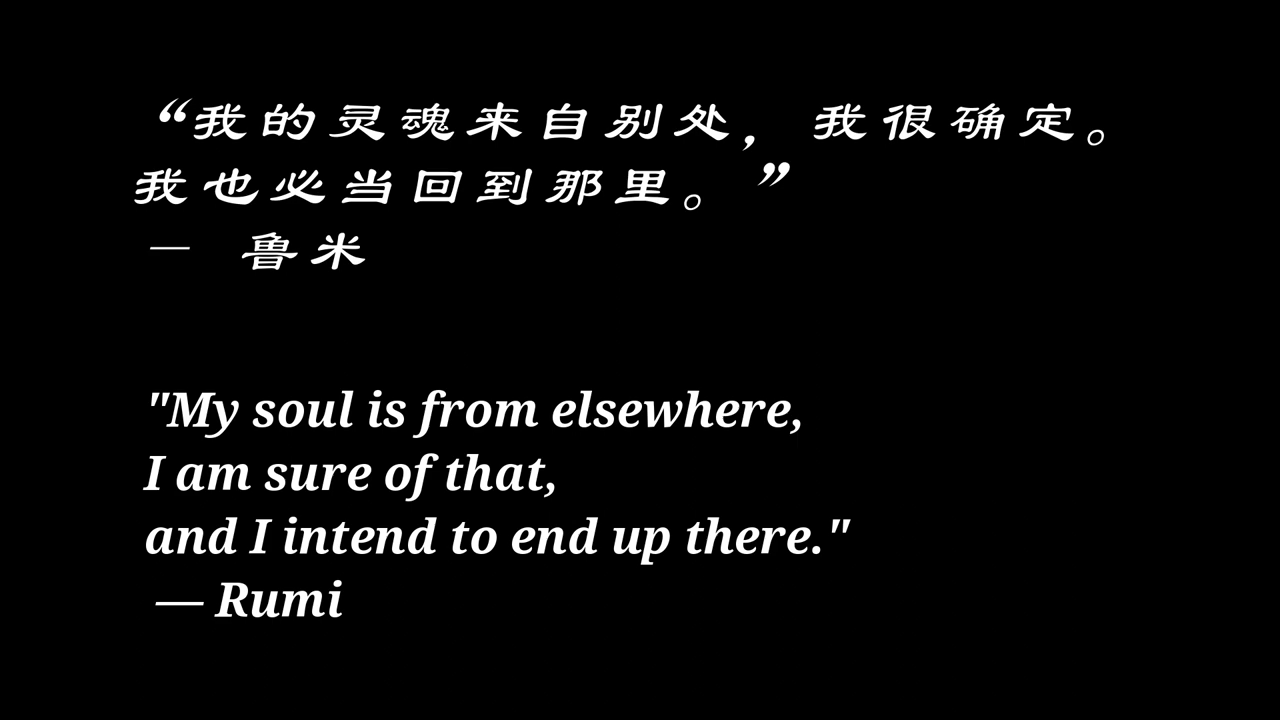 “我的灵魂来自别处，我很确定。
我也必当回到那里。”
— 鲁米
"My soul is from elsewhere,
I am sure of that,
and I intend to end up there."
— Rumi